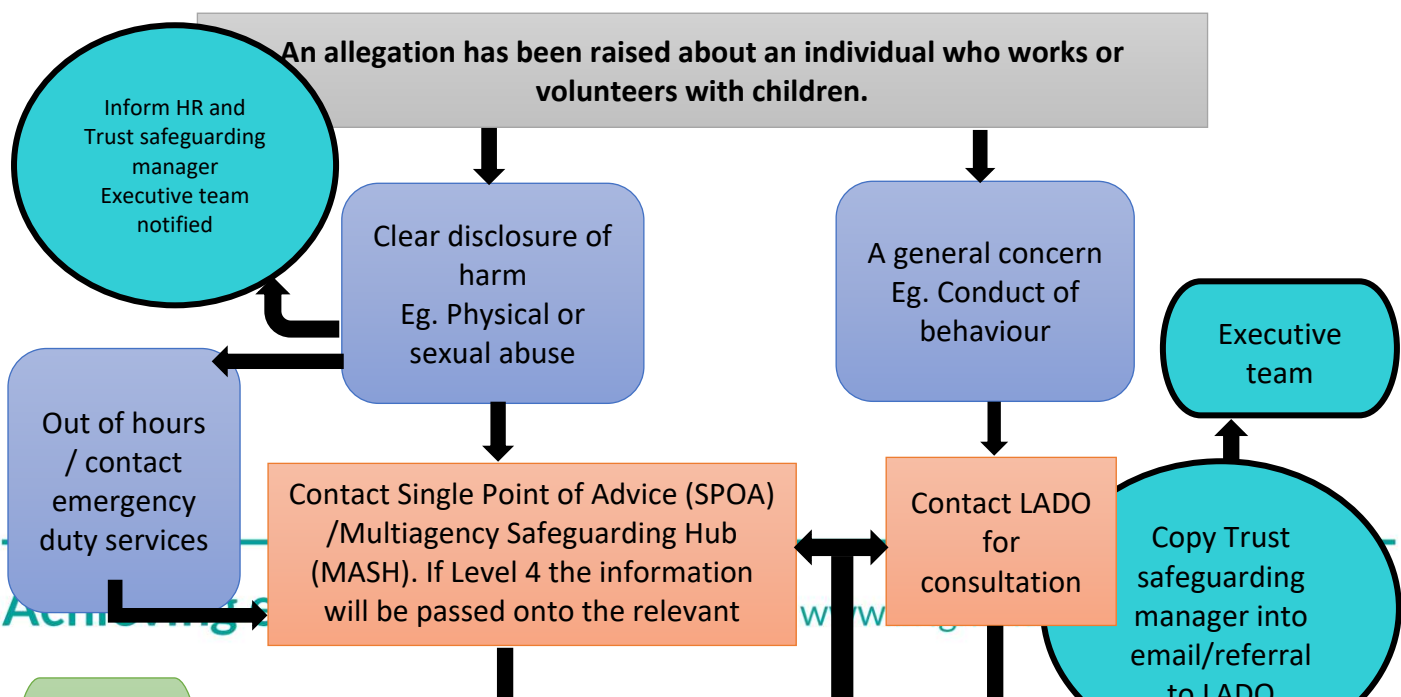 An allegation has been raised about an individual who works or
volunteers with children.
Inform HR and
Trust safeguarding
manager
Executive team
notified
Clear disclosure of
harm
Eg. Physical or
sexual abuse
A general concern
Eg. Conduct of
behaviour
Executive
team
Out of hours
/ contact
emergency
duty services
Contact Single Point of Advice (SPOA)
/Multiagency Safeguarding Hub
(MASH). If Level 4 the information
will be passed onto the relevant
Contact LADO
for
consultation
Copy Trust
safeguarding
manager into
email/referral
to LADO